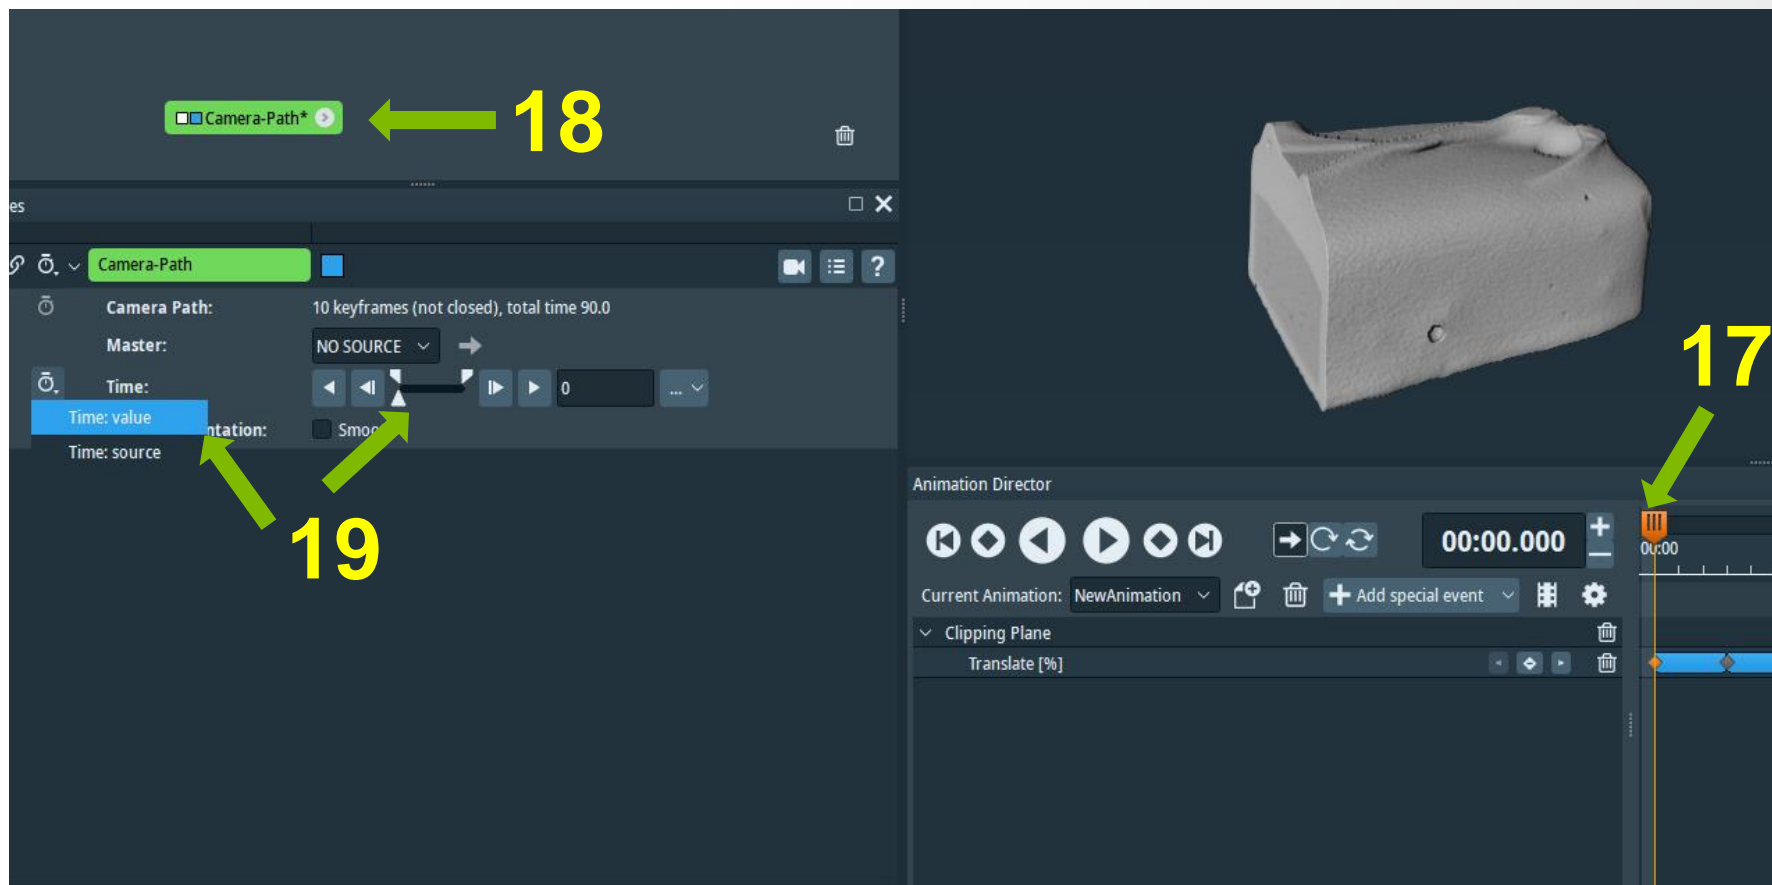 Camera-Path*
18
es
Camera-Path
?
Camera Path:
10 keyframes (not closed), total time 90.0
Master:
NO SOURCE
Time:
0
...
Time: value
ntation:
Smoo
Time: source
19
17
Animation Director
00:00.000
00:00
Current Animation:
NewAnimation
Add special event
Clipping Plane
Translate [%]